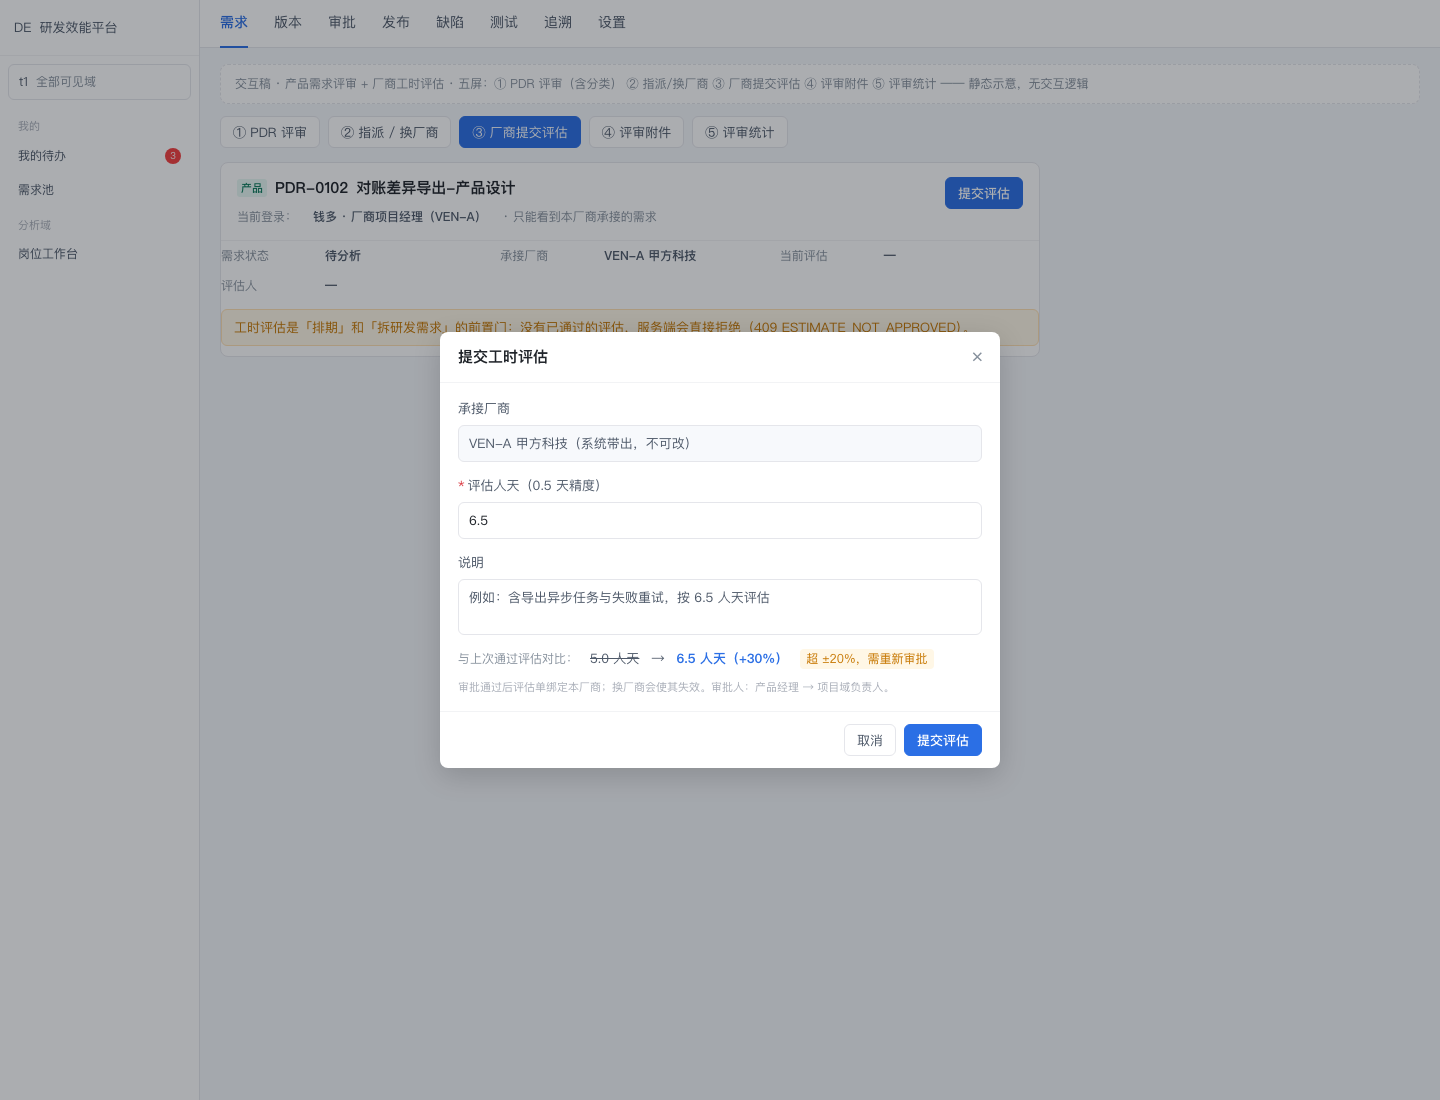 DE 研发效能平台
需求 版本 审批 发布 缺陷 测试 追溯 设置
t1 全部可见域
我的
我的待办 3
需求池
分析域
岗位工作台
交互稿 · 产品需求评审 + 厂商工时评估 · 五屏：① PDR 评审（含分类） ② 指派/换厂商 ③ 厂商提交评估 ④ 评审附件 ⑤ 评审统计 —— 静态示意，无交互逻辑
① PDR 评审 ② 指派 / 换厂商 ③ 厂商提交评估 ④ 评审附件 ⑤ 评审统计
产品 PDR-0102 对账差异导出-产品设计
提交评估
当前登录： 钱多 · 厂商项目经理（VEN-A） · 只能看到本厂商承接的需求
需求状态 待分析 承接厂商 VEN-A 甲方科技 当前评估 —
评估人 —
工时评估是「排期」和「拆研发需求」的前置门：没有已通过的评估，服务端会直接拒绝（409 ESTIMATE_NOT_APPROVED）。
提交工时评估 ×
承接厂商
VEN-A 甲方科技（系统带出，不可改）
* 评估人天（0.5 天精度）
6.5
说明
例如：含导出异步任务与失败重试，按 6.5 人天评估
与上次通过评估对比： 5.0 人天 → 6.5 人天（+30%） 超 ±20%，需重新审批
审批通过后评估单绑定本厂商；换厂商会使其失效。审批人：产品经理 → 项目域负责人。
取消 提交评估